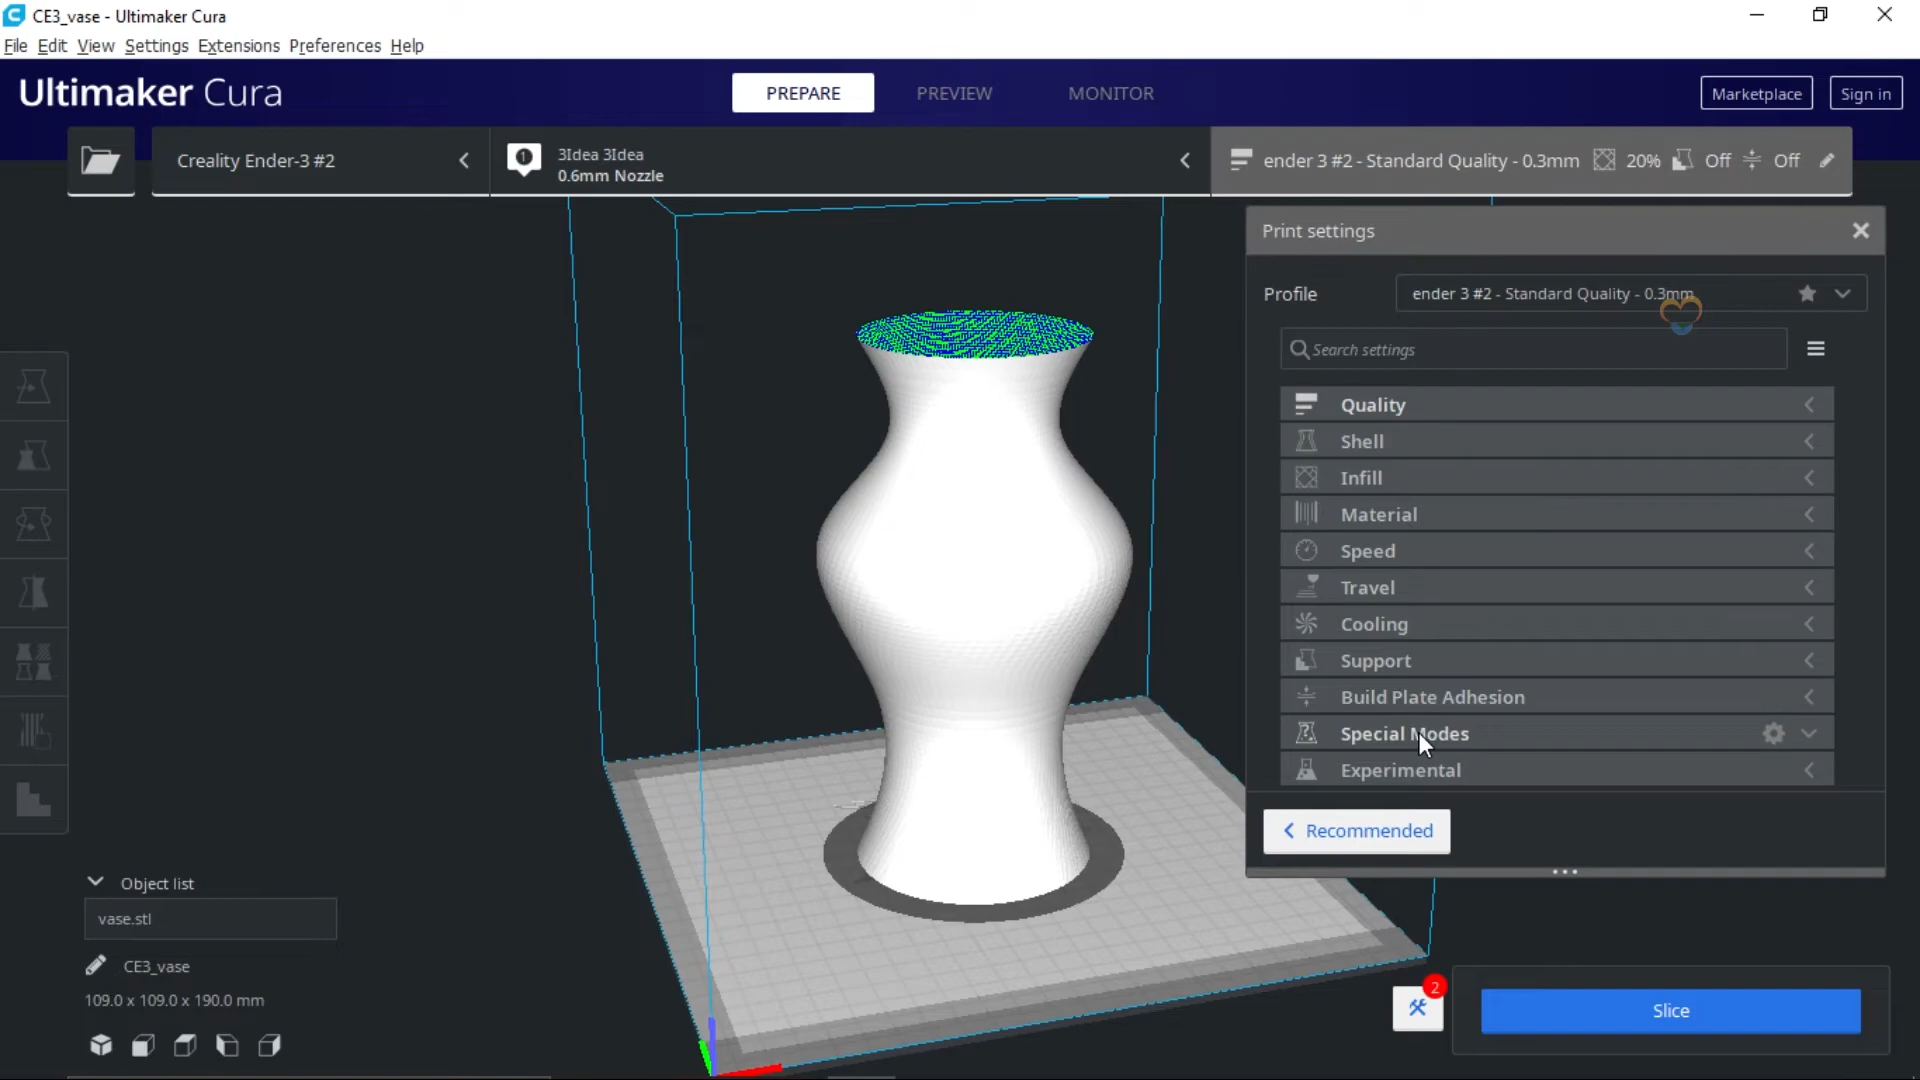 CE3_vase - Ultimaker Cura
File Edit View Settings Extensions Preferences Help
Ultimaker Cura
PREPARE
PREVIEW
MONITOR
Marketplace
Sign in
Creality Ender-3 #2
1
3Idea 3Idea
0.6mm Nozzle
ender 3 #2 - Standard Quality - 0.3mm
20%
Off
Off
Print settings
Profile
ender 3 #2 - Standard Quality - 0.3mm
Search settings
Quality
Shell
Infill
Material
Speed
Travel
Cooling
Support
Build Plate Adhesion
Special Modes
Experimental
Recommended
Object list
vase.stl
CE3_vase
109.0 x 109.0 x 190.0 mm
2
Slice